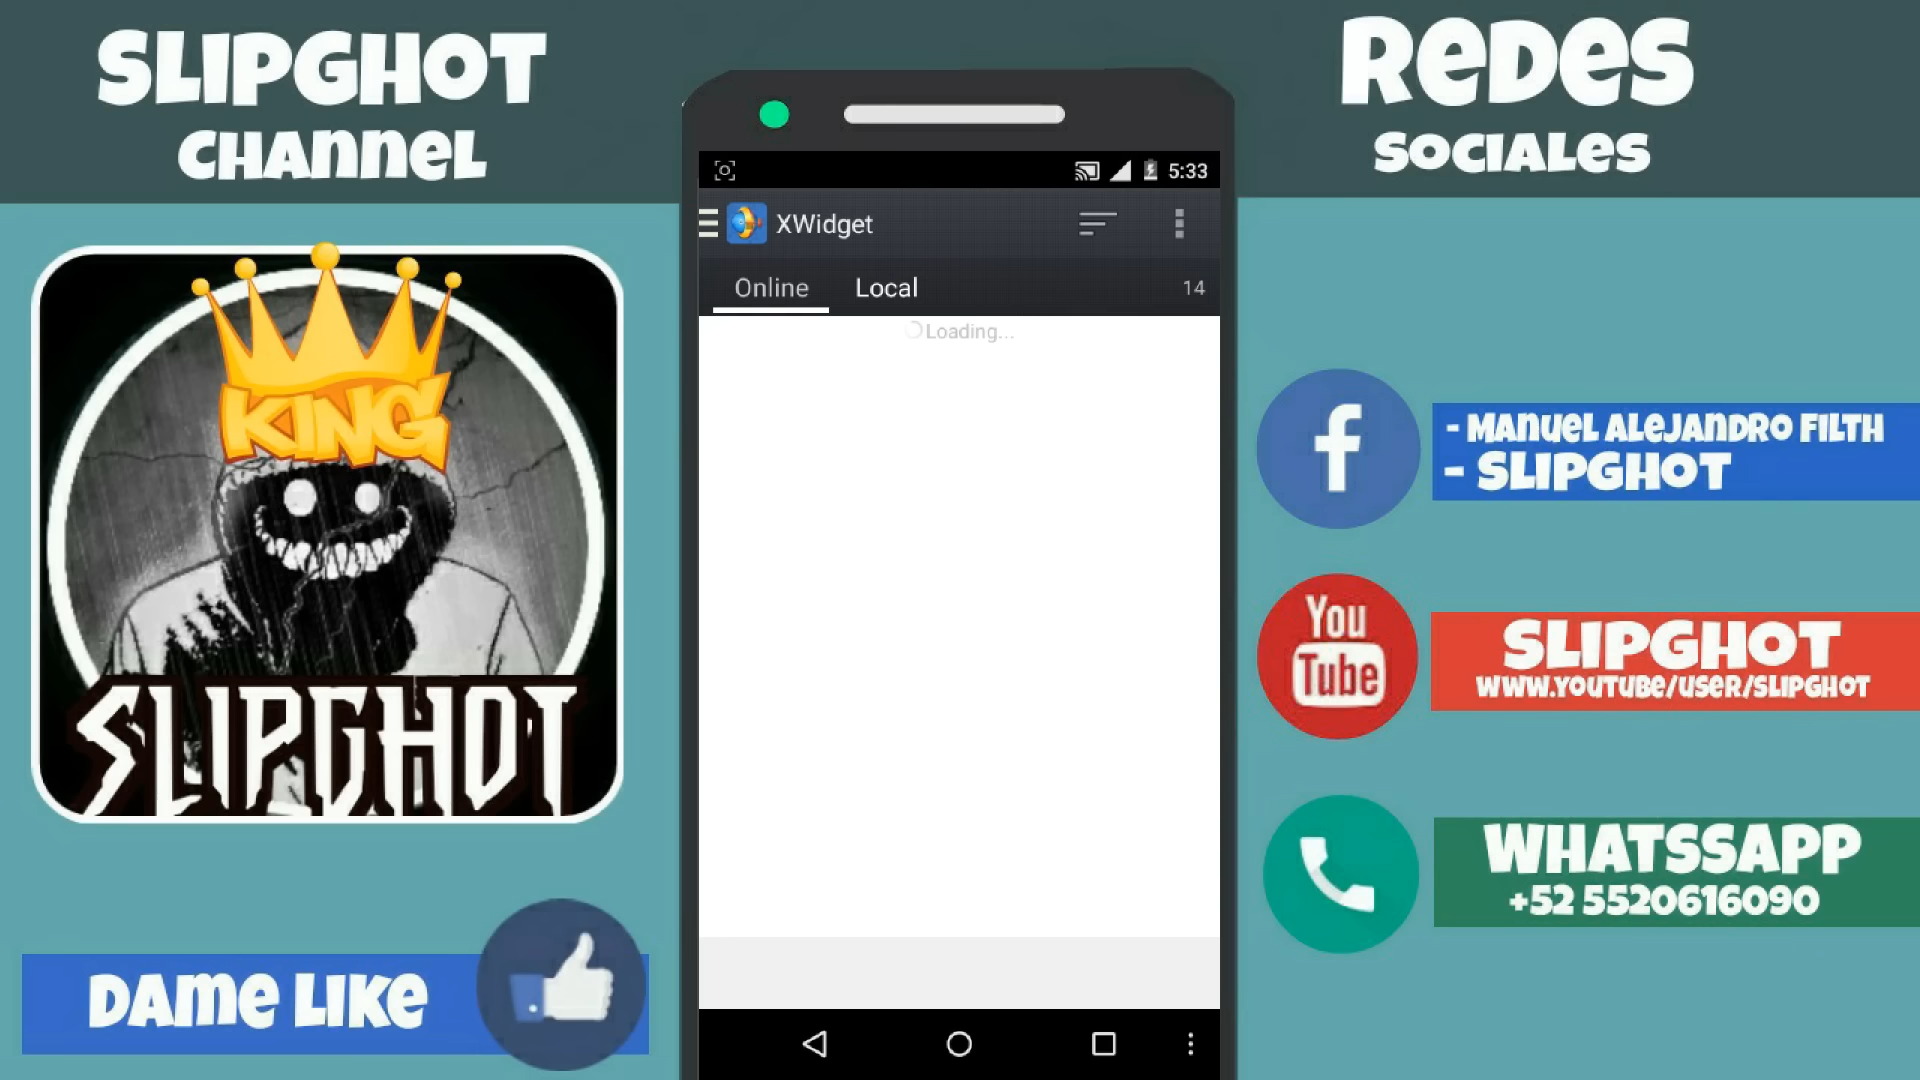 SLIPGHOT
CHANNEL
KING
SLIPGHOT
DAME LIKE
5:33
XWidget
Online Local 14
Loading...
REDES
SOCIALES
- MANUEL ALEJANDRO FILTH
- SLIPGHOT
You
Tube
SLIPGHOT
WWW.YOUTUBE/USER/SLIPGHOT
WHATSSAPP
+52 5520616090